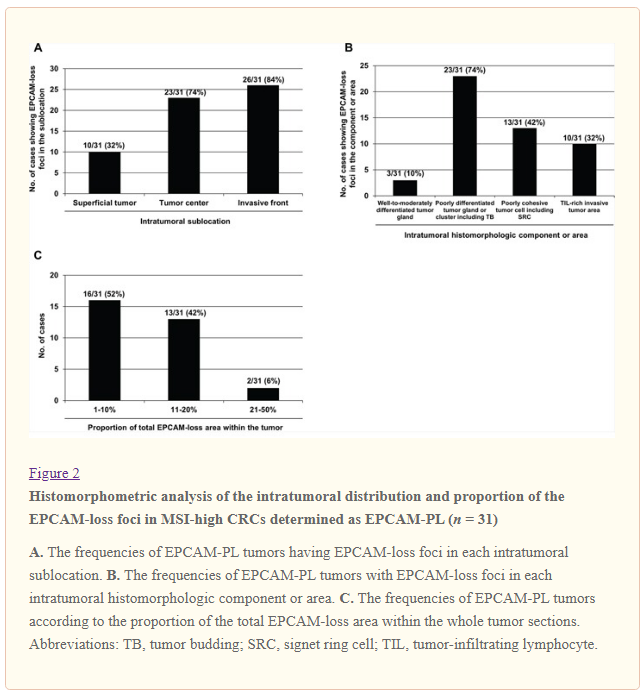 A
No. of cases showing EPCAM-loss
foci in the sublocation
30
25
20
15
10
5
0
10/31 (32%)
23/31 (74%)
26/31 (84%)
Superficial tumor
Tumor center
Invasive front
Intratumoral sublocation
B
No. of cases showing EPCAM-loss
foci in the component or area
25
20
15
10
5
0
3/31 (10%)
23/31 (74%)
13/31 (42%)
10/31 (32%)
Well-to-moderately
differentiated tumor
gland
Poorly differentiated
tumor gland or
cluster including TB
Poorly cohesive
tumor cell including
SRC
TIL-rich invasive
tumor area
Intratumoral histomorphologic component or area
C
No. of cases
20
15
10
5
0
16/31 (52%)
13/31 (42%)
2/31 (6%)
1-10%
11-20%
21-50%
Proportion of total EPCAM-loss area within the tumor
Figure 2
Histomorphometric analysis of the intratumoral distribution and proportion of the
EPCAM-loss foci in MSI-high CRCs determined as EPCAM-PL (n = 31)
A. The frequencies of EPCAM-PL tumors having EPCAM-loss foci in each intratumoral
sublocation. B. The frequencies of EPCAM-PL tumors with EPCAM-loss foci in each
intratumoral histomorphologic component or area. C. The frequencies of EPCAM-PL tumors
according to the proportion of the total EPCAM-loss area within the whole tumor sections.
Abbreviations: TB, tumor budding; SRC, signet ring cell; TIL, tumor-infiltrating lymphocyte.